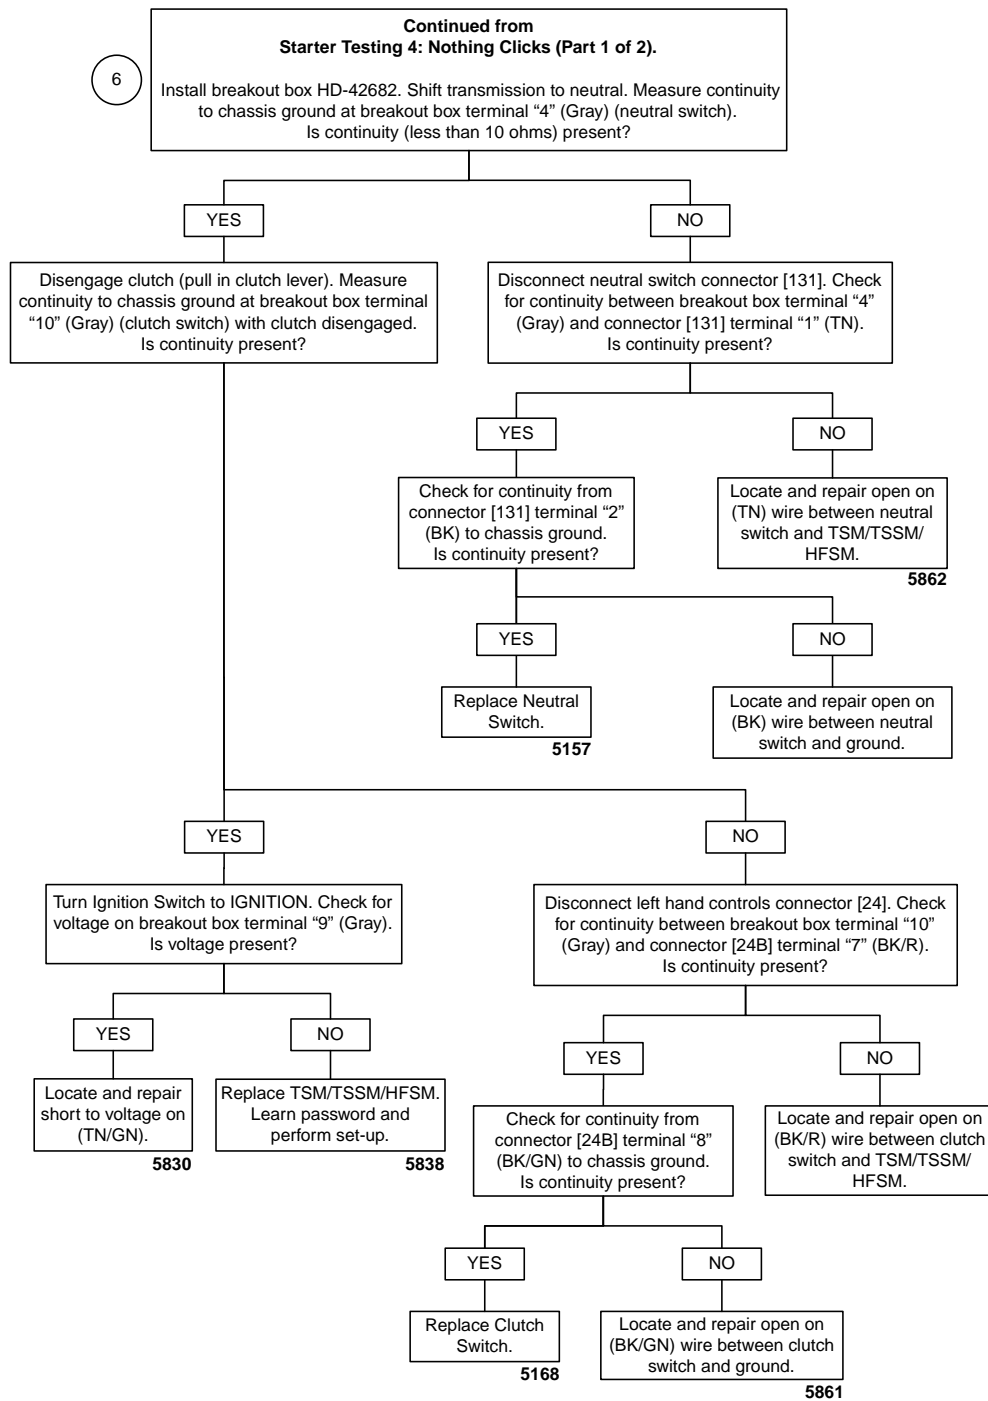 Continued from
Starter Testing 4: Nothing Clicks (Part 1 of 2).
6
Install breakout box HD-42682. Shift transmission to neutral. Measure continuity
to chassis ground at breakout box terminal “4” (Gray) (neutral switch).
Is continuity (less than 10 ohms) present?
YES
NO
Disengage clutch (pull in clutch lever). Measure
continuity to chassis ground at breakout box terminal
“10” (Gray) (clutch switch) with clutch disengaged.
Is continuity present?
Disconnect neutral switch connector [131]. Check
for continuity between breakout box terminal “4”
(Gray) and connector [131] terminal “1” (TN).
Is continuity present?
YES
NO
Check for continuity from
connector [131] terminal “2”
(BK) to chassis ground.
Is continuity present?
Locate and repair open on
(TN) wire between neutral
switch and TSM/TSSM/
HFSM.
5862
YES
NO
Replace Neutral
Switch.
5157
Locate and repair open on
(BK) wire between neutral
switch and ground.
YES
NO
Turn Ignition Switch to IGNITION. Check for
voltage on breakout box terminal “9” (Gray).
Is voltage present?
Disconnect left hand controls connector [24]. Check
for continuity between breakout box terminal “10”
(Gray) and connector [24B] terminal “7” (BK/R).
Is continuity present?
YES
NO
YES
NO
Locate and repair
short to voltage on
(TN/GN).
5830
Replace TSM/TSSM/HFSM.
Learn password and
perform set-up.
5838
Check for continuity from
connector [24B] terminal “8”
(BK/GN) to chassis ground.
Is continuity present?
Locate and repair open on
(BK/R) wire between clutch
switch and TSM/TSSM/
HFSM.
YES
NO
Replace Clutch
Switch.
5168
Locate and repair open on
(BK/GN) wire between clutch
switch and ground.
5861